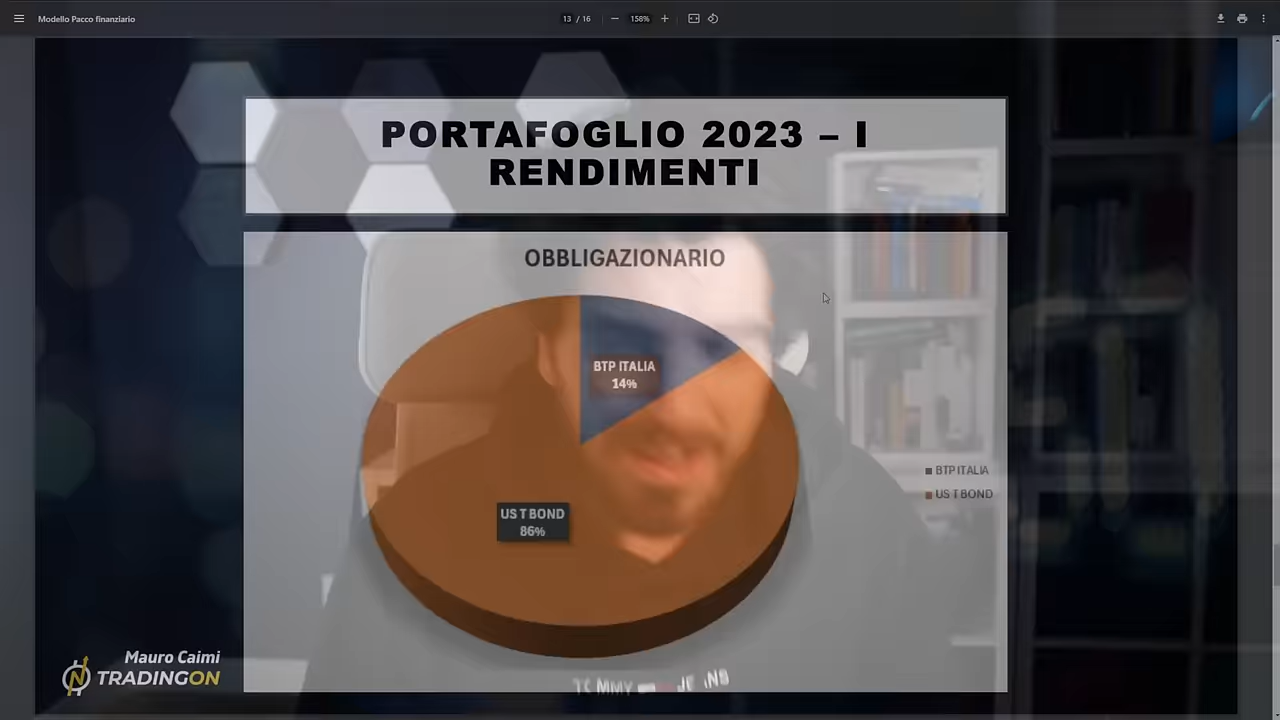 Modello Pacco finanziario
13 / 16
158%
PORTAFOGLIO 2023 – I
RENDIMENTI
OBBLIGAZIONARIO
BTP ITALIA
14%
US T BOND
86%
BTP ITALIA
US T BOND
Mauro Caimi
TRADINGON